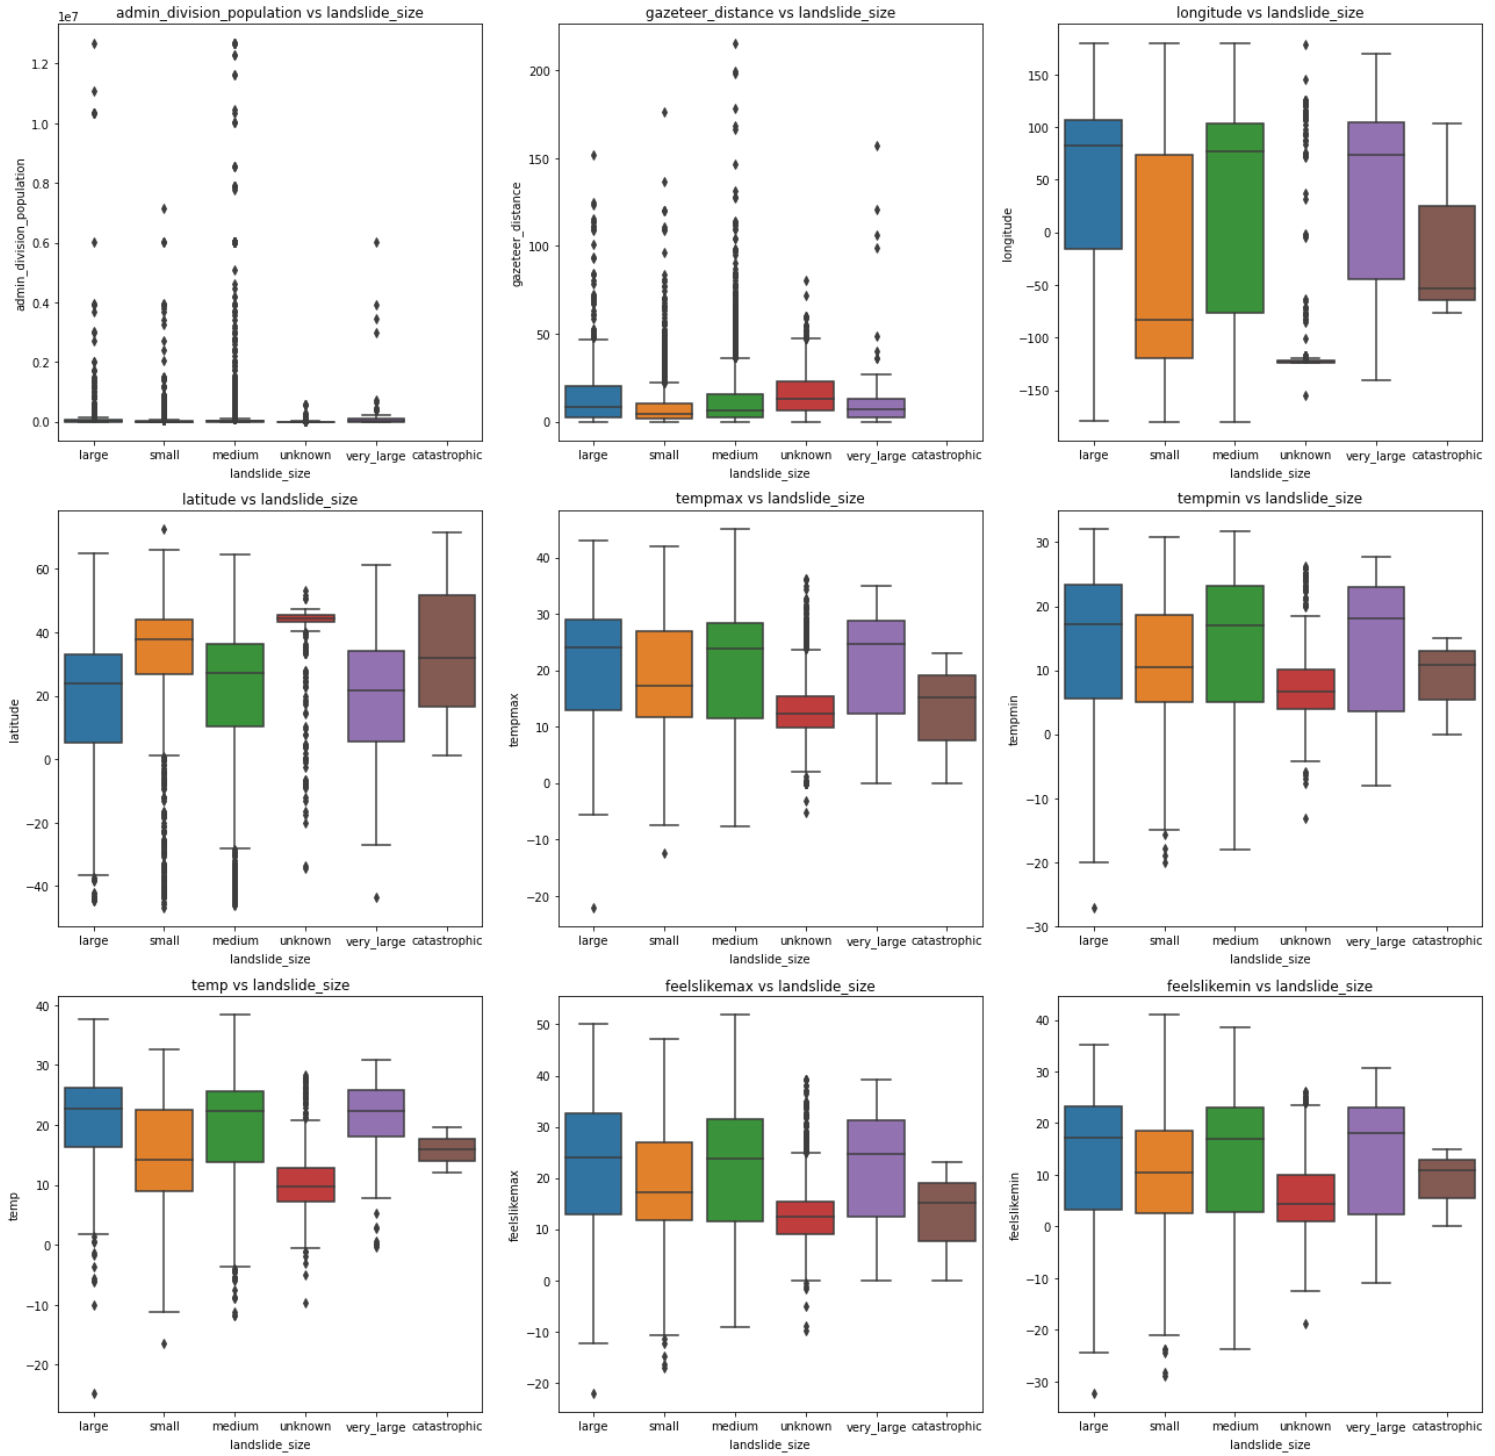 admin_division_population vs landslide_size
1e7
1.2
1.0
0.8
0.6
0.4
0.2
0.0
admin_division_population
large small medium unknown very_large catastrophic
landslide_size
gazeteer_distance vs landslide_size
200
150
100
50
0
gazeteer_distance
large small medium unknown very_large catastrophic
landslide_size
longitude vs landslide_size
150
100
50
0
−50
−100
−150
longitude
large small medium unknown very_large catastrophic
landslide_size
latitude vs landslide_size
60
40
20
0
−20
−40
latitude
large small medium unknown very_large catastrophic
landslide_size
tempmax vs landslide_size
40
30
20
10
0
−10
−20
tempmax
large small medium unknown very_large catastrophic
landslide_size
tempmin vs landslide_size
30
20
10
0
−10
−20
−30
tempmin
large small medium unknown very_large catastrophic
landslide_size
temp vs landslide_size
40
30
20
10
0
−10
−20
temp
large small medium unknown very_large catastrophic
landslide_size
feelslikemax vs landslide_size
50
40
30
20
10
0
−10
−20
feelslikemax
large small medium unknown very_large catastrophic
landslide_size
feelslikemin vs landslide_size
40
30
20
10
0
−10
−20
−30
feelslikemin
large small medium unknown very_large catastrophic
landslide_size